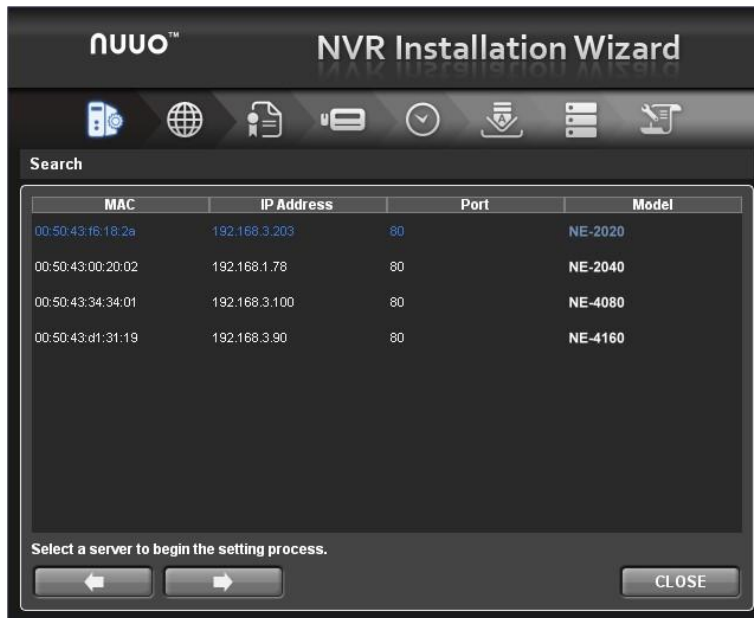 nuuo™ NVR Installation Wizard
Search
MAC IP Address Port Model
00:50:43:f6:18:2a 192.168.3.203 80 NE-2020
00:50:43:00:20:02 192.168.1.78 80 NE-2040
00:50:43:34:34:01 192.168.3.100 80 NE-4080
00:50:43:d1:31:19 192.168.3.90 80 NE-4160
Select a server to begin the setting process.
CLOSE